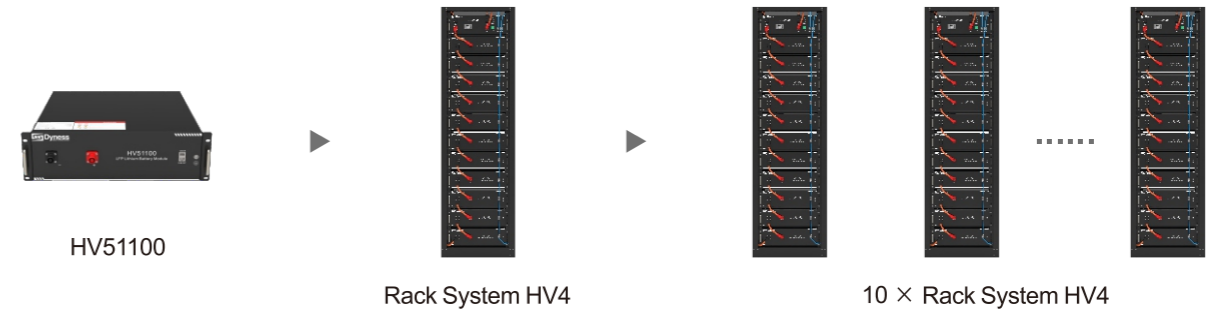 Dyness
HV51100
LFP Lithium Battery Module
HV51100
Rack System HV4
10 × Rack System HV4